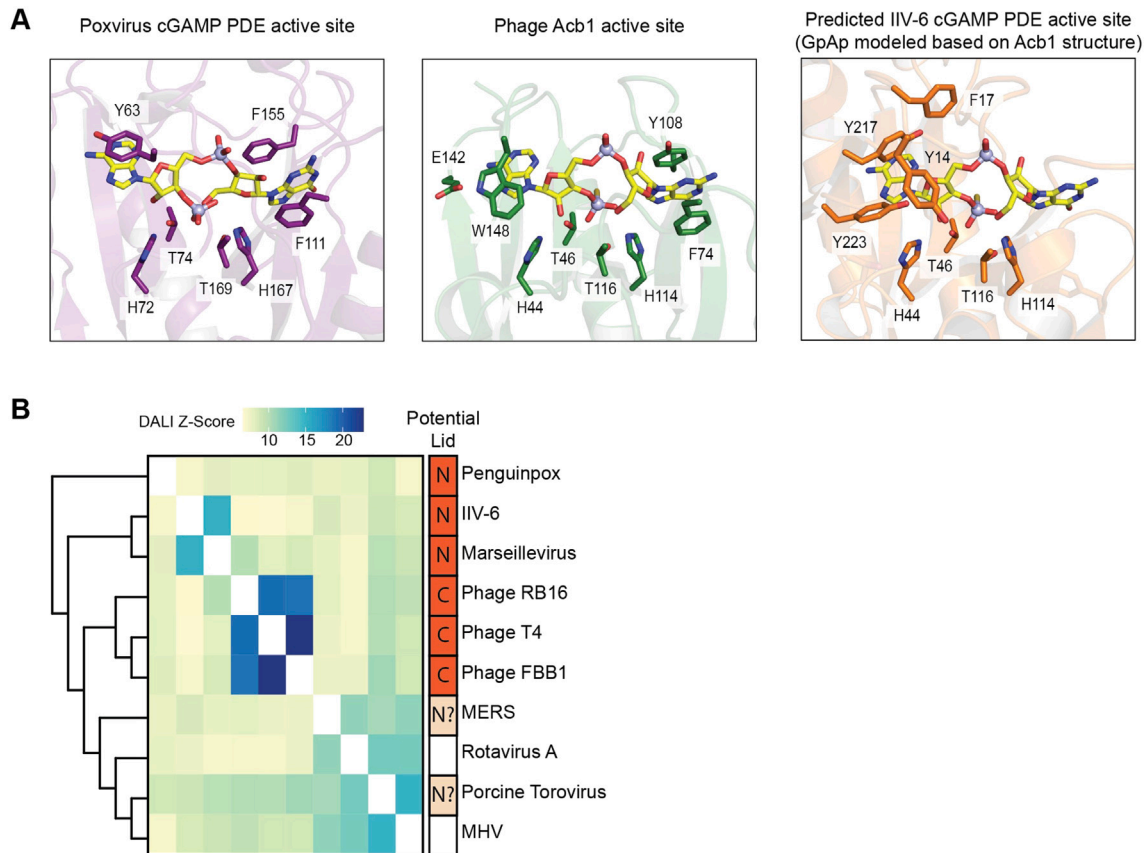 A
Poxvirus cGAMP PDE active site
Phage Acb1 active site
Predicted IIV-6 cGAMP PDE active site
(GpAp modeled based on Acb1 structure)
Y63
F155
F111
T74
T169
H72
H167
Y108
E142
W148
F74
T46
T116
H44
H114
F17
Y217
Y14
Y223
T46
T116
H44
H114
B
DALI Z-Score
10
15
20
Potential
Lid
N Penguinpox
N IIV-6
N Marseillevirus
C Phage RB16
C Phage T4
C Phage FBB1
N? MERS
Rotavirus A
N? Porcine Torovirus
MHV